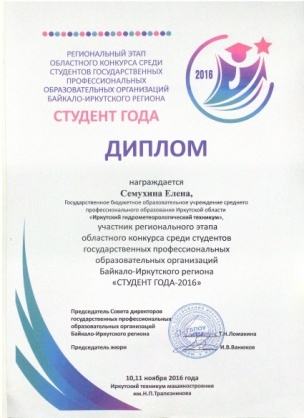 РЕГИОНАЛЬНЫЙ ЭТАП
ОБЛАСТНОГО КОНКУРСА СРЕДИ
СТУДЕНТОВ ГОСУДАРСТВЕННЫХ
ПРОФЕССИОНАЛЬНЫХ
ОБРАЗОВАТЕЛЬНЫХ ОРГАНИЗАЦИЙ
БАЙКАЛО-ИРКУТСКОГО РЕГИОНА
СТУДЕНТ ГОДА
2016
ДИПЛОМ
награждается
Семухина Елена,
Государственное бюджетное образовательное учреждение среднего
профессионального образования Иркутской области
«Иркутский гидрометеорологический техникум»,
участник регионального этапа
областного конкурса среди студентов
государственных профессиональных
образовательных организаций
Байкало-Иркутского региона
«СТУДЕНТ ГОДА-2016»
Председатель Совета директоров
государственных профессиональных
образовательных организаций
Байкало-Иркутского региона
Т.Н.Ломакина
Председатель жюри
И.В.Ванюков
10,11 ноября 2016 года
Иркутский техникум машиностроения
им.Н.П.Трапезникова